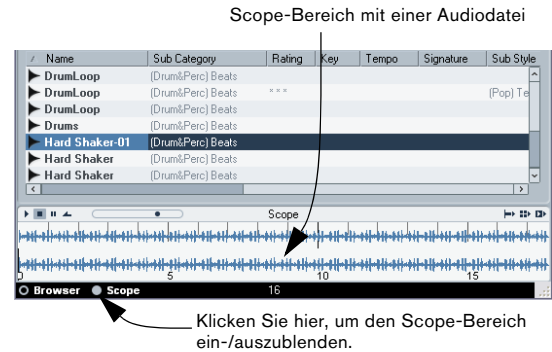 Scope-Bereich mit einer Audiodatei
/ Name Sub Category Rating Key Tempo Signature Sub Style
DrumLoop (Drum&Perc) Beats
DrumLoop (Drum&Perc) Beats * * * (Pop) Te
DrumLoop (Drum&Perc) Beats
Drums (Drum&Perc) Beats
Hard Shaker-01 (Drum&Perc) Beats
Hard Shaker (Drum&Perc) Beats
Hard Shaker (Drum&Perc) Beats
Scope
5 10 15
Browser Scope 16
Klicken Sie hier, um den Scope-Bereich
ein-/auszublenden.